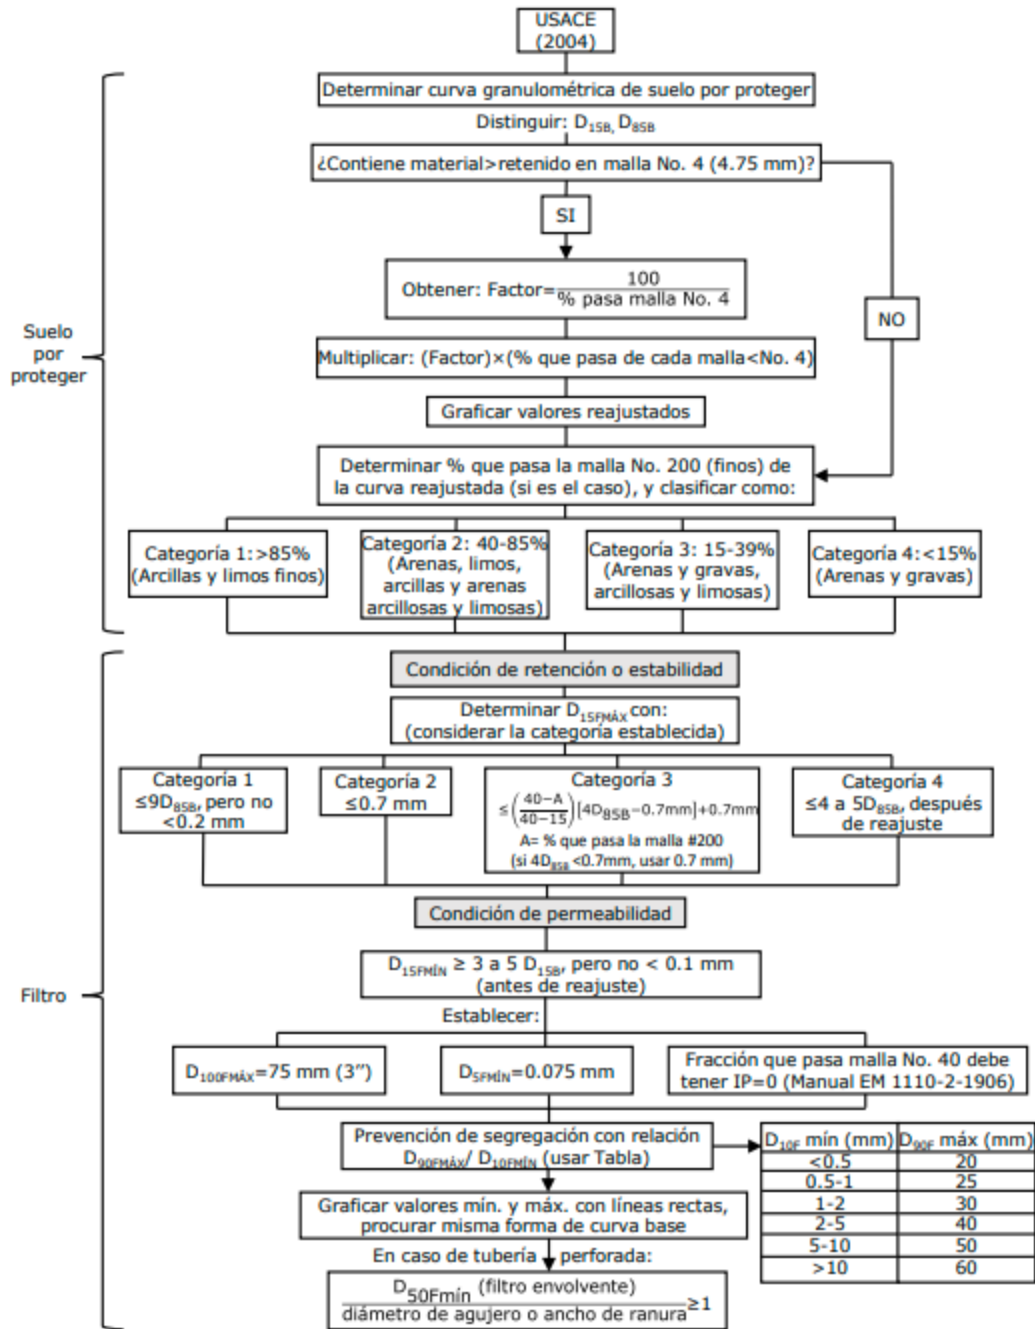 USACE
(2004)
Determinar curva granulométrica de suelo por proteger
Distinguir: D15B, D85B
¿Contiene material>retenido en malla No. 4 (4.75 mm)?
SI
Obtener: Factor=100/% pasa malla No. 4
NO
Suelo
por
proteger
Multiplicar: (Factor)×(% que pasa de cada malla<No. 4)
Graficar valores reajustados
Determinar % que pasa la malla No. 200 (finos) de
la curva reajustada (si es el caso), y clasificar como:
Categoría 1:>85%
(Arcillas y limos finos)
Categoría 2: 40-85%
(Arenas, limos,
arcillas y arenas
arcillosas y limosas)
Categoría 3: 15-39%
(Arenas y gravas,
arcillosas y limosas)
Categoría 4:<15%
(Arenas y gravas)
Condición de retención o estabilidad
Determinar D15FMÁX con:
(considerar la categoría establecida)
Categoría 1
≤9D85B, pero no
<0.2 mm
Categoría 2
≤0.7 mm
Categoría 3
≤(40−A/40−15)[4D85B−0.7mm]+0.7mm
A= % que pasa la malla #200
(si 4D85B <0.7mm, usar 0.7 mm)
Categoría 4
≤4 a 5D85B, después
de reajuste
Condición de permeabilidad
D15FMÍN ≥ 3 a 5 D15B, pero no < 0.1 mm
(antes de reajuste)
Filtro
Establecer:
D100FMÁX=75 mm (3″)
D5FMÍN=0.075 mm
Fracción que pasa malla No. 40 debe
tener IP=0 (Manual EM 1110-2-1906)
Prevención de segregación con relación
D90FMÁX/ D10FMÍN (usar Tabla)
D10F mín (mm) D90F máx (mm)
<0.5 20
0.5-1 25
1-2 30
2-5 40
5-10 50
>10 60
Graficar valores mín. y máx. con líneas rectas,
procurar misma forma de curva base
En caso de tubería perforada:
D50Fmín (filtro envolvente)
diámetro de agujero o ancho de ranura ≥1